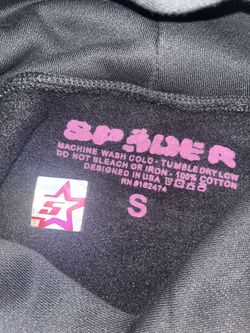 SP5DER
MACHINE WASH COLD - TUMBLE DRY LOW
DO NOT BLEACH OR IRON - 100% COTTON
DESIGNED IN USA
RN#162474
S
S